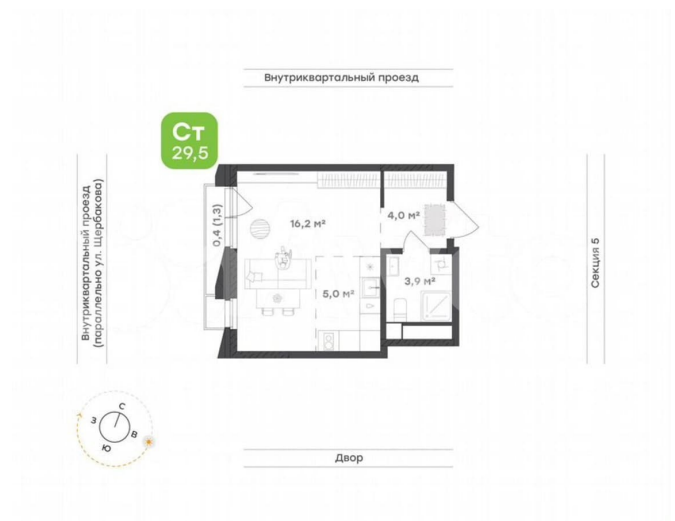 Внутриквартальный проезд
Ст
29,5
Внутриквартальный проезд
(параллельно ул. Щербакова)
0,4 (1,3)
16,2 м²
4,0 м²
5,0 м²
3,9 м²
Секция 5
С
З
В
Ю
Двор